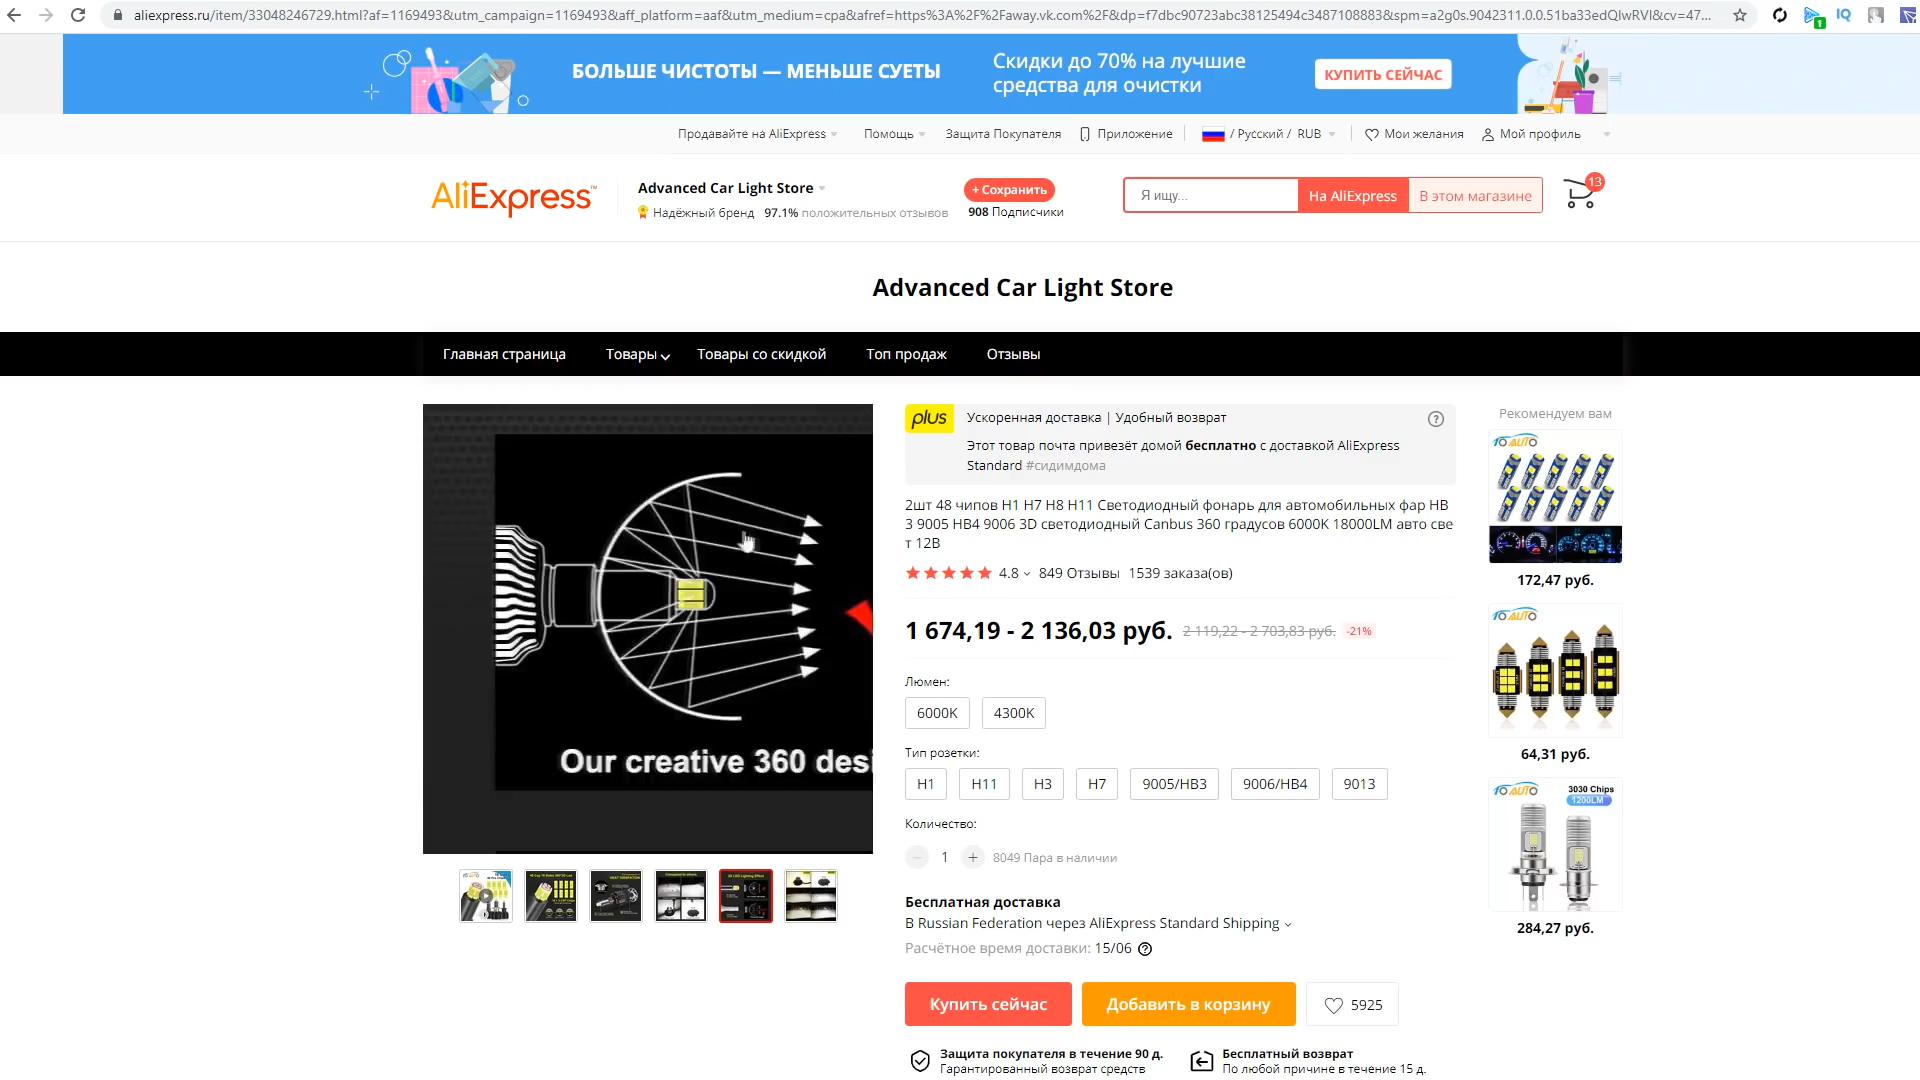 aliexpress.ru/item/33048246729.html?af=1169493&utm_campaign=1169493&aff_platform=aaf&utm_medium=cpa&afref=https%3A%2F%2Faway.vk.com%2F&dp=f7dbc90723abc38125494c3487108883&spm=a2g0s.9042311.0.0.51ba33edQIwRVI&cv=47...
1
IQ
БОЛЬШЕ ЧИСТОТЫ — МЕНЬШЕ СУЕТЫ
Скидки до 70% на лучшие
средства для очистки
КУПИТЬ СЕЙЧАС
Продавайте на AliExpress
Помощь
Защита Покупателя
Приложение
/ Русский / RUB
Мои желания
Мой профиль
AliExpress™
Advanced Car Light Store
Надёжный бренд 97.1% положительных отзывов
+ Сохранить
908 Подписчики
Я ищу...
На AliExpress
В этом магазине
13
Advanced Car Light Store
Главная страница
Товары
Товары со скидкой
Топ продаж
Отзывы
Our creative 360 desi
plus
Ускоренная доставка | Удобный возврат
?
Этот товар почта привезёт домой бесплатно с доставкой AliExpress
Standard #сидимдома
2шт 48 чипов H1 H7 H8 H11 Светодиодный фонарь для автомобильных фар HB
3 9005 HB4 9006 3D светодиодный Canbus 360 градусов 6000K 18000LM авто све
т 12В
4.8 849 Отзывы 1539 заказа(ов)
1 674,19 - 2 136,03 руб. 2 119,22 - 2 703,83 руб. -21%
Люмен:
6000K
4300K
Тип розетки:
H1
H11
H3
H7
9005/HB3
9006/HB4
9013
Количество:
1
+
8049 Пара в наличии
Бесплатная доставка
В Russian Federation через AliExpress Standard Shipping
Расчётное время доставки: 15/06 ?
Купить сейчас
Добавить в корзину
5925
Защита покупателя в течение 90 д.
Гарантированный возврат средств
Бесплатный возврат
По любой причине в течение 15 д.
Рекомендуем вам
TO AUTO
172,47 руб.
TO AUTO
64,31 руб.
TO AUTO
3030 Chips
1200LM
284,27 руб.